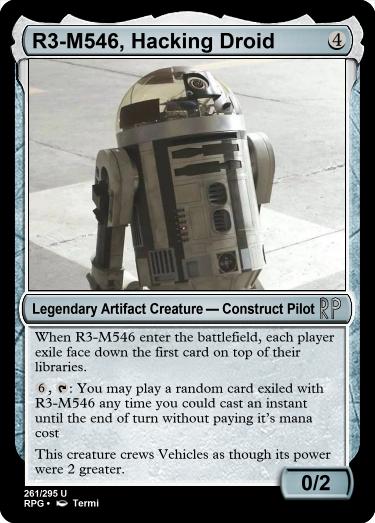 R3-M546, Hacking Droid 4
Legendary Artifact Creature — Construct Pilot RP
When R3-M546 enter the battlefield, each player
exile face down the first card on top of their
libraries.
6, : You may play a random card exiled with
R3-M546 any time you could cast an instant
until the end of turn without paying it's mana
cost
This creature crews Vehicles as though its power
were 2 greater.
0/2
261/295 U
RPG • Termi